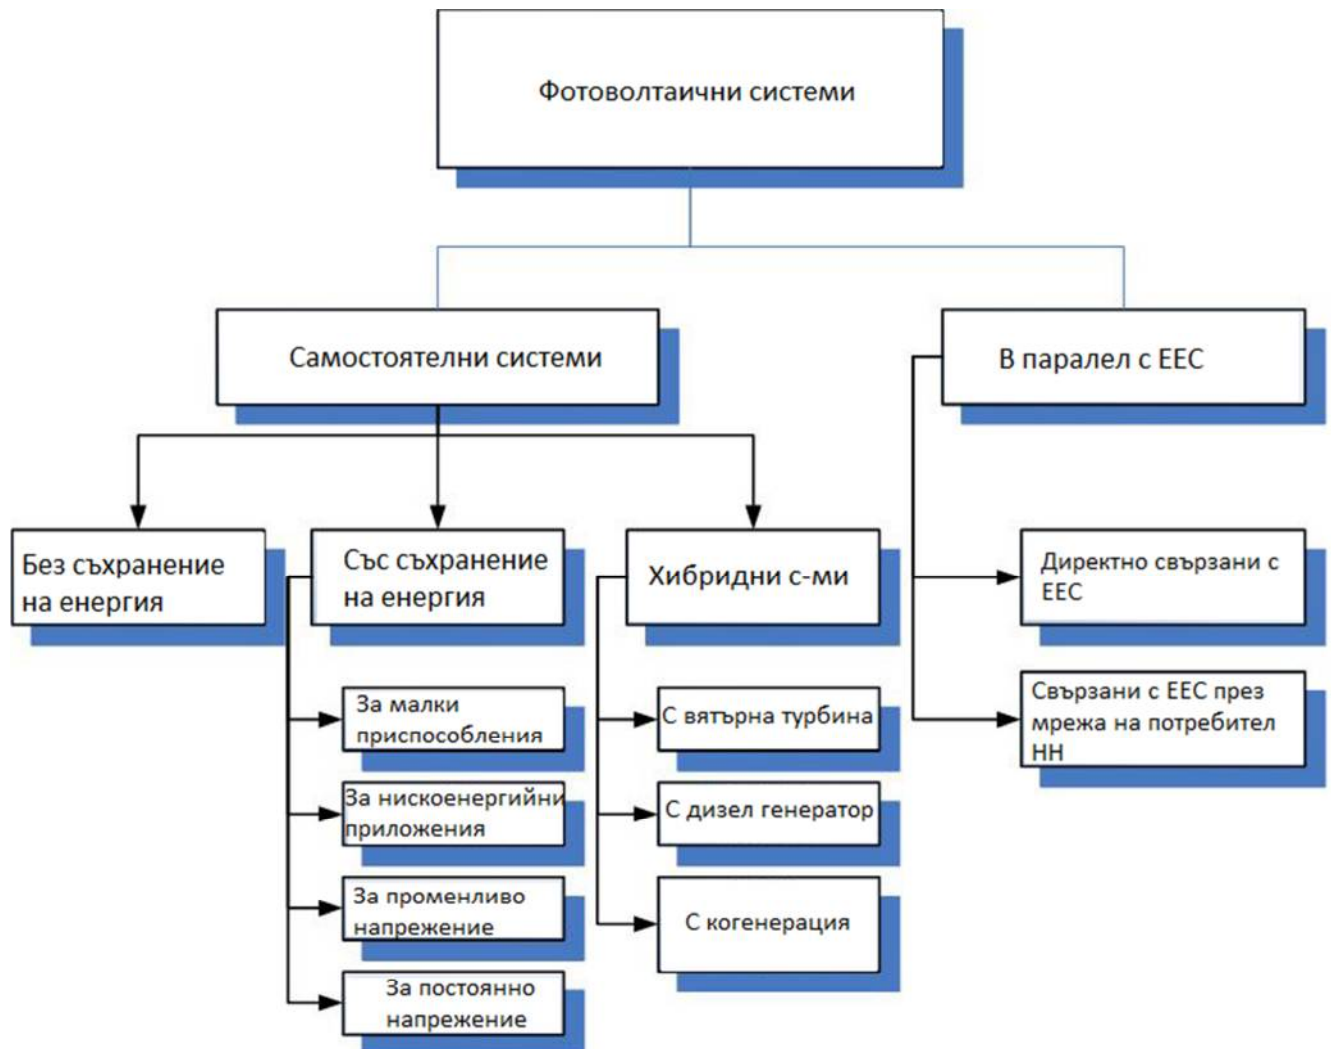 Фотоволтаични системи
Самостоятелни системи
В паралел с ЕЕС
Без съхранение
на енергия
Със съхранение
на енергия
Хибридни с-ми
Директно свързани с
ЕЕС
За малки
приспособления
За нискоенергийни
приложения
За променливо
напрежение
За постоянно
напрежение
С вятърна турбина
С дизел генератор
С когенерация
Свързани с ЕЕС през
мрежа на потребител
НН